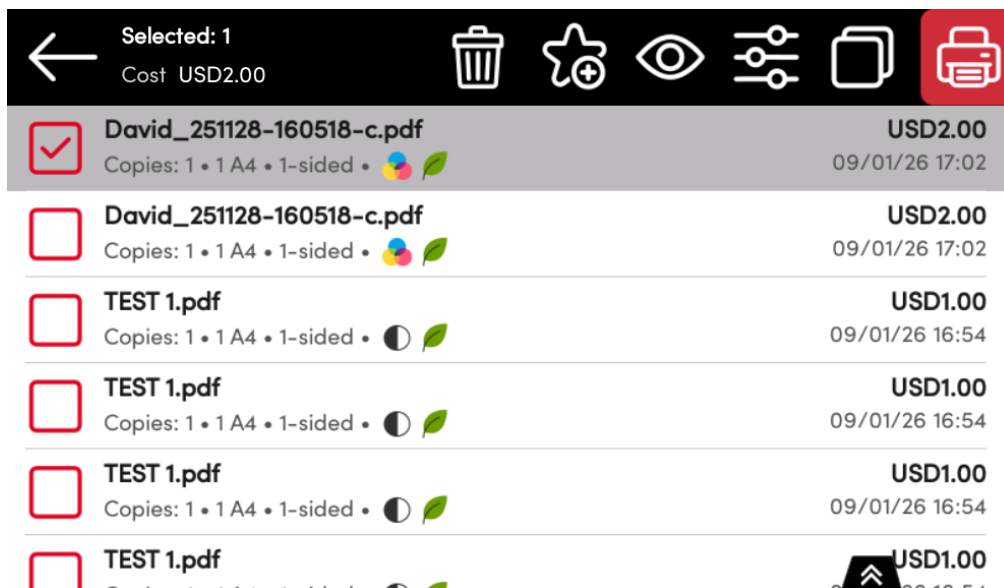 Selected: 1
Cost USD2.00
David_251128-160518-c.pdf USD2.00
Copies: 1 • 1 A4 • 1-sided • 09/01/26 17:02
David_251128-160518-c.pdf USD2.00
Copies: 1 • 1 A4 • 1-sided • 09/01/26 17:02
TEST 1.pdf USD1.00
Copies: 1 • 1 A4 • 1-sided • 09/01/26 16:54
TEST 1.pdf USD1.00
Copies: 1 • 1 A4 • 1-sided • 09/01/26 16:54
TEST 1.pdf USD1.00
Copies: 1 • 1 A4 • 1-sided • 09/01/26 16:54
TEST 1.pdf USD1.00